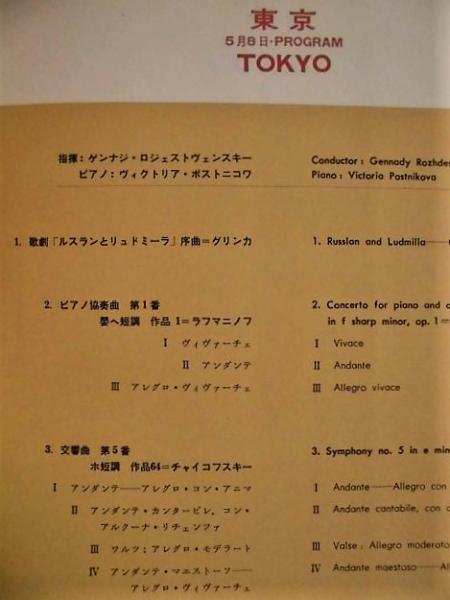 東京
5月8日・PROGRAM
TOKYO
指揮：ゲンナジ・ロジェストヴェンスキー
ピアノ：ヴィクトリア・ポストニコワ
Conductor: Gennady Rozhdes
Piano: Victoria Postnikova
1. 歌劇「ルスランとリュドミーラ」序曲＝グリンカ
1. Russlan and Ludmilla——
2. ピアノ協奏曲 第1番
嬰ヘ短調 作品 1＝ラフマニノフ
I ヴィヴァーチェ
II アンダンテ
III アレグロ・ヴィヴァーチェ
2. Concerto for piano and o
in f sharp minor, op. 1=
I Vivace
II Andante
III Allegro vivace
3. 交響曲 第5番
ホ短調 作品64＝チャイコフスキー
I アンダンテ——アレグロ・コン・アニマ
II アンダンテ・カンタービレ，コン・
アルクーナ・リチェンツァ
III ワルツ：アレグロ・モデラート
IV アンダンテ・マエストーソ——
アレグロ・ヴィヴァーチェ
3. Symphony no. 5 in e min
I Andante——Allegro con
II Andante cantabile, con
III Valse: Allegro moderato
IV Andante maestoso——Al